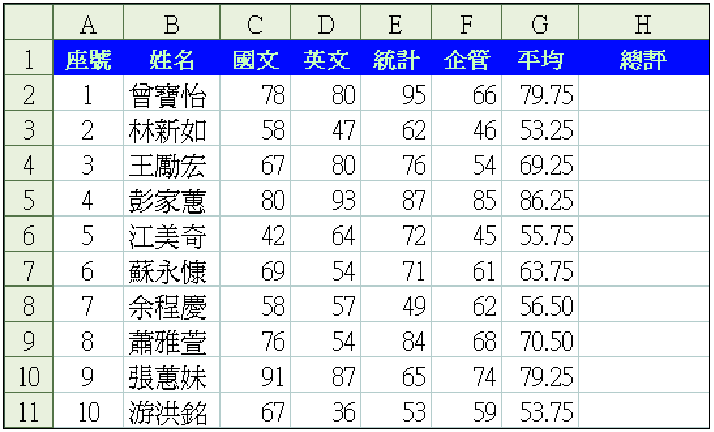 A B C D E F G H
1 座號 姓名 國文 英文 統計 企管 平均 總評
2 1 曾寶怡 78 80 95 66 79.75
3 2 林新如 58 47 62 46 53.25
4 3 王勵宏 67 80 76 54 69.25
5 4 彭家蕙 80 93 87 85 86.25
6 5 江美奇 42 64 72 45 55.75
7 6 蘇永慷 69 54 71 61 63.75
8 7 余程慶 58 57 49 62 56.50
9 8 蕭雅萱 76 54 84 68 70.50
10 9 張蕙妹 91 87 65 74 79.25
11 10 游洪銘 67 36 53 59 53.75